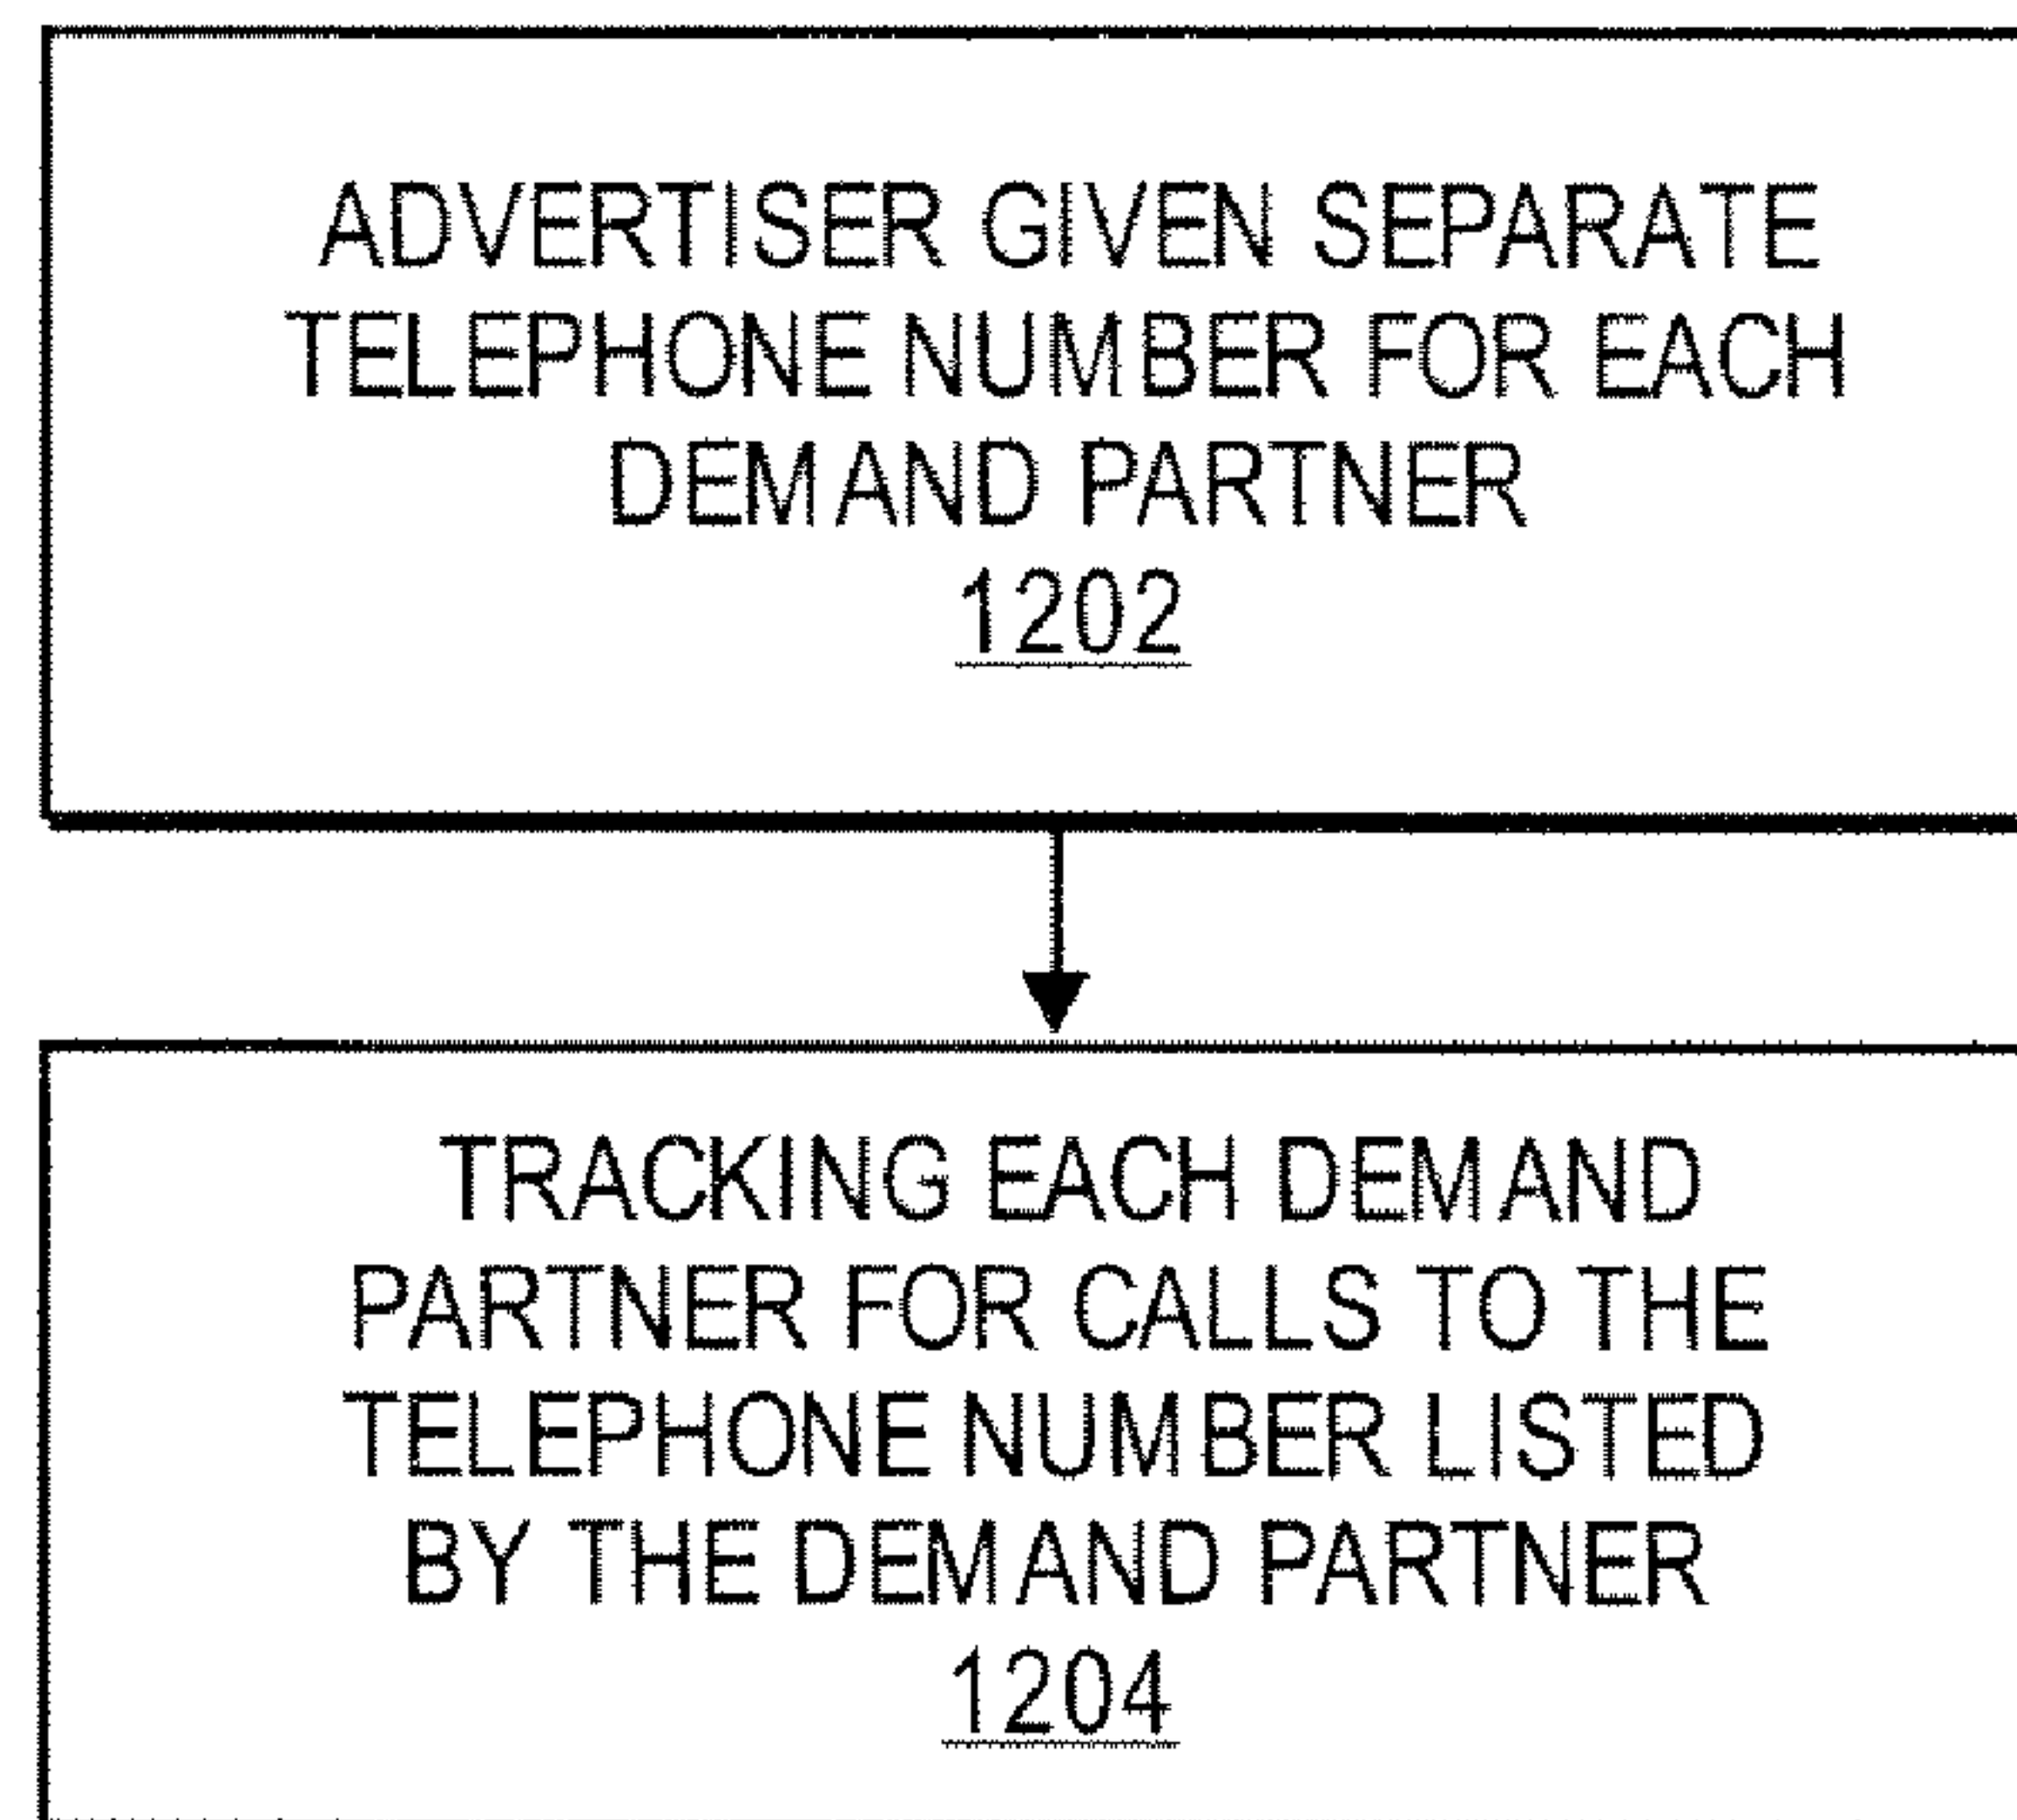 ADVERTISER GIVEN SEPARATE
TELEPHONE NUMBER FOR EACH
DEMAND PARTNER
1202
TRACKING EACH DEMAND
PARTNER FOR CALLS TO THE
TELEPHONE NUMBER LISTED
BY THE DEMAND PARTNER
1204